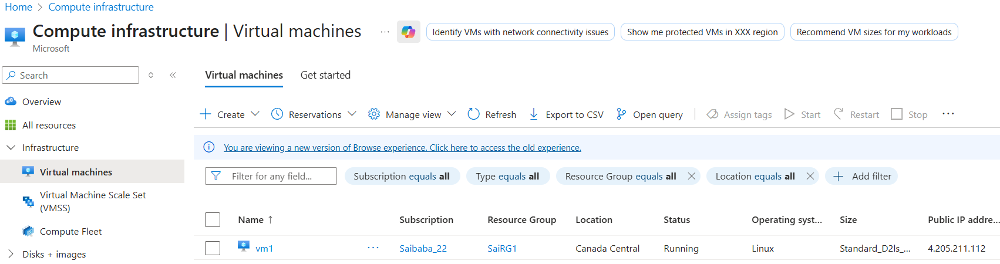 Home > Compute infrastructure
Compute infrastructure | Virtual machines ...
Identify VMs with network connectivity issues
Show me protected VMs in XXX region
Recommend VM sizes for my workloads
Microsoft
Search
Overview
All resources
Infrastructure
Virtual machines
Virtual Machine Scale Set
(VMSS)
Compute Fleet
Disks + images
Virtual machines Get started
Create Reservations Manage view Refresh Export to CSV Open query Assign tags Start Restart Stop ...
You are viewing a new version of Browse experience. Click here to access the old experience.
Filter for any field... Subscription equals all Type equals all Resource Group equals all Location equals all Add filter
Name ↑ Subscription Resource Group Location Status Operating syst... Size Public IP addre...
vm1 ... Saibaba_22 SaiRG1 Canada Central Running Linux Standard_D2ls_... 4.205.211.112